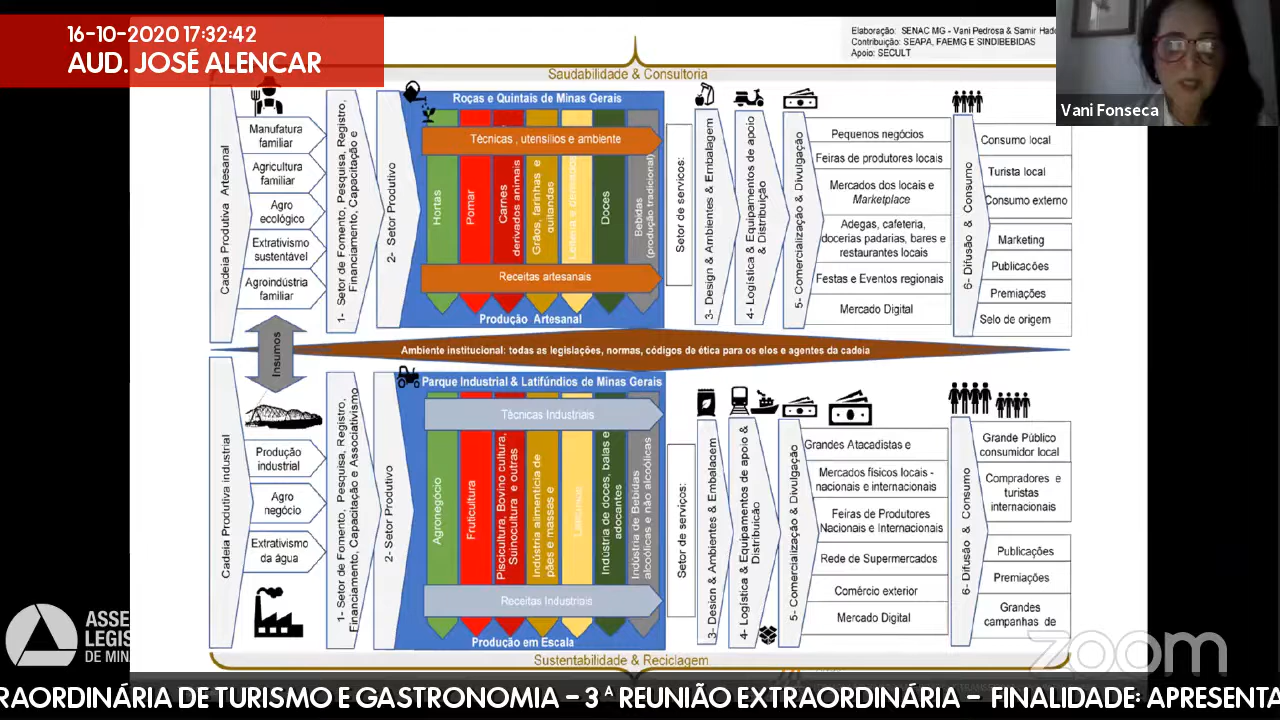 16-10-2020 17:32:42
AUD. JOSÉ ALENCAR
Elaboração: SENAC MG - Vani Pedrosa & Samir
Contribuição: SEAPA, FAEMG E SINDIBEBIDAS
Apoio: SECULT
Vani Fonseca
Saudabilidade & Consultoria
Cadeia Produtiva Artesanal
Manufatura
familiar
Agricultura
familiar
Agro
ecológico
Extrativismo
sustentável
Agroindústria
familiar
1- Setor de Fomento, Pesquisa, Registro,
Financiamento, Capacitação e
2- Setor Produtivo
Roças e Quintais de Minas Gerais
Técnicas , utensílios e ambiente
Hortas
Pomar
Carnes
derivados animais
Grãos, farinhas e
quitandas
Doces
Bebidas
(produção tradicional)
Receitas artesanais
Produção Artesanal
Setor de serviços:
3- Design & Ambientes & Embalagem
4- Logística & Equipamentos de apoio
& Distribuição
5- Comercialização & Divulgação
Pequenos negócios
Feiras de produtores locais
Mercados dos locais e
Marketplace
Adegas, cafeteria,
docerias padarias, bares e
restaurantes locais
Festas e Eventos regionais
Mercado Digital
6- Difusão & Consumo
Consumo local
Turista local
Consumo externo
Marketing
Publicações
Premiações
Selo de origem
Insumos
Ambiente institucional: todas as legislações, normas, códigos de ética para os elos e agentes da cadeia
Cadeia Produtiva industrial
Produção
industrial
Agro
negócio
Extrativismo
da água
1- Setor de Fomento, Pesquisa, Registro,
Financiamento, Capacitação e Associativismo
2- Setor Produtivo
Parque Industrial & Latifúndios de Minas Gerais
Técnicas Industriais
Agronegócio
Fruticultura
Piscicultura, Bovino cultura,
Suinocultura e outras
Indústria alimentícia de
pães e massas e
Laticínios
Indústria de doces, balas e
adocantes
Indústria de Bebidas
alcoólicas e não alcoólicas
Receitas Industriais
Produção em Escala
Setor de serviços:
3- Design & Ambientes & Embalagem
4- Logística & Equipamentos de apoio &
Distribuição
5- Comercialização & Divulgação
Grandes Atacadistas e
Mercados físicos locais -
nacionais e internacionais
Feiras de Produtores
Nacionais e Internacionais
Rede de Supermercados
Comércio exterior
Mercado Digital
6- Difusão & Consumo
Grande Público
consumidor local
Compradores e
turistas
internacionais
Publicações
Premiações
Grandes
campanhas de
Sustentabilidade & Reciclagem
ASSE
LEGIS
DE MINA
zoom
RAORDINÁRIA DE TURISMO E GASTRONOMIA – 3ª REUNIÃO EXTRAORDINÁRIA – FINALIDADE: APRESENTA